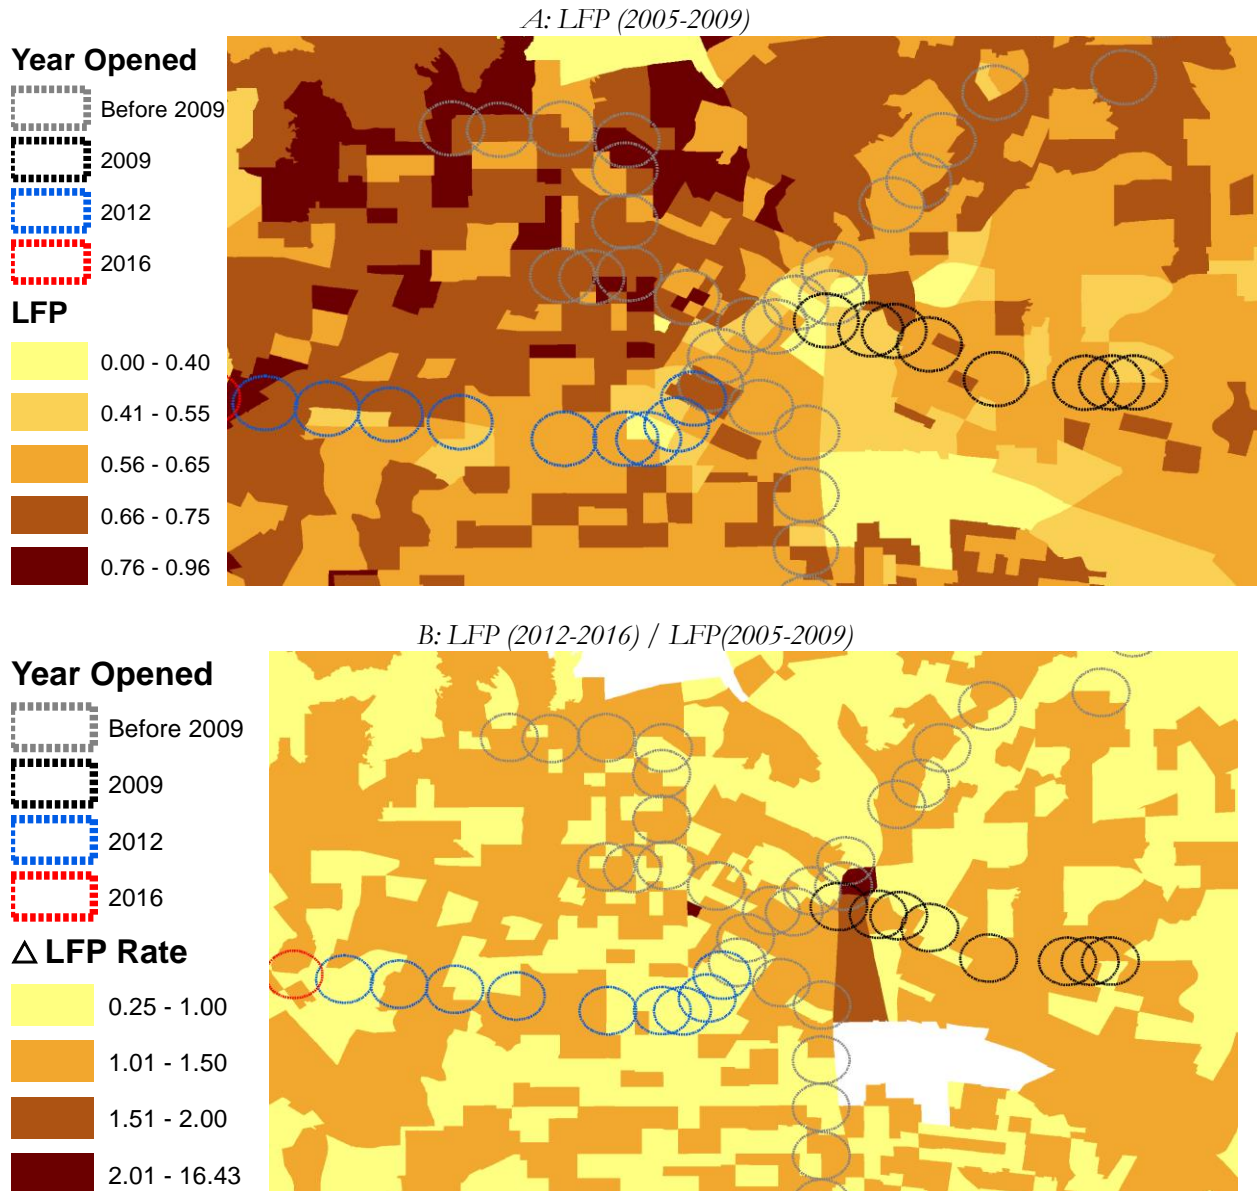 A: LFP (2005-2009)
Year Opened
Before 2009
2009
2012
2016
LFP
0.00 - 0.40
0.41 - 0.55
0.56 - 0.65
0.66 - 0.75
0.76 - 0.96
B: LFP (2012-2016) / LFP(2005-2009)
Year Opened
Before 2009
2009
2012
2016
△ LFP Rate
0.25 - 1.00
1.01 - 1.50
1.51 - 2.00
2.01 - 16.43